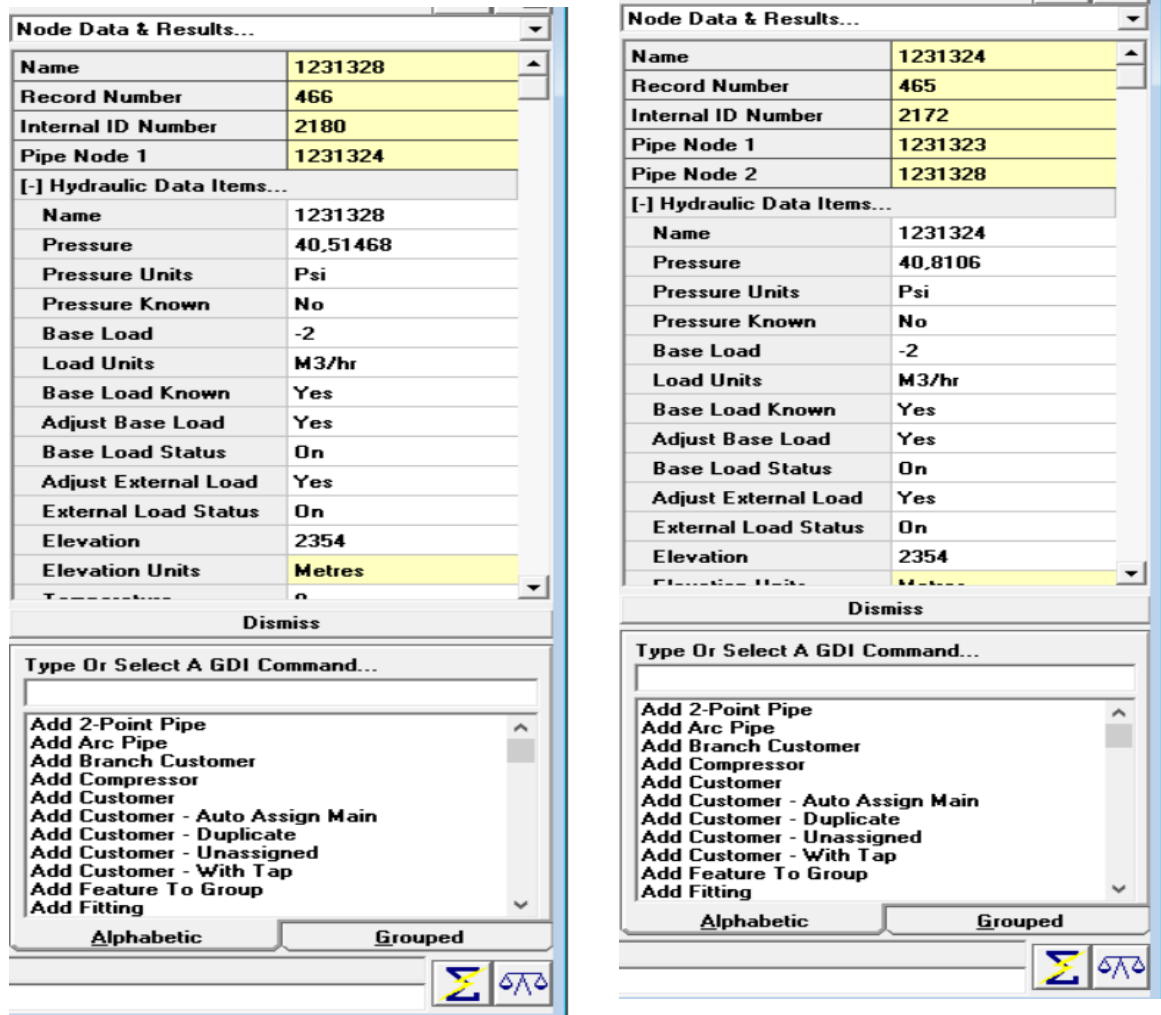 Node Data & Results...
Name 1231328
Record Number 466
Internal ID Number 2180
Pipe Node 1 1231324
[-] Hydraulic Data Items...
Name 1231328
Pressure 40,51468
Pressure Units Psi
Pressure Known No
Base Load -2
Load Units M3/hr
Base Load Known Yes
Adjust Base Load Yes
Base Load Status On
Adjust External Load Yes
External Load Status On
Elevation 2354
Elevation Units Metres
Dismiss
Type Or Select A GDI Command...
Add 2-Point Pipe
Add Arc Pipe
Add Branch Customer
Add Compressor
Add Customer
Add Customer - Auto Assign Main
Add Customer - Duplicate
Add Customer - Unassigned
Add Customer - With Tap
Add Feature To Group
Add Fitting
Alphabetic Grouped
Node Data & Results...
Name 1231324
Record Number 465
Internal ID Number 2172
Pipe Node 1 1231323
Pipe Node 2 1231328
[-] Hydraulic Data Items...
Name 1231324
Pressure 40,8106
Pressure Units Psi
Pressure Known No
Base Load -2
Load Units M3/hr
Base Load Known Yes
Adjust Base Load Yes
Base Load Status On
Adjust External Load Yes
External Load Status On
Elevation 2354
Dismiss
Type Or Select A GDI Command...
Add 2-Point Pipe
Add Arc Pipe
Add Branch Customer
Add Compressor
Add Customer
Add Customer - Auto Assign Main
Add Customer - Duplicate
Add Customer - Unassigned
Add Customer - With Tap
Add Feature To Group
Add Fitting
Alphabetic Grouped